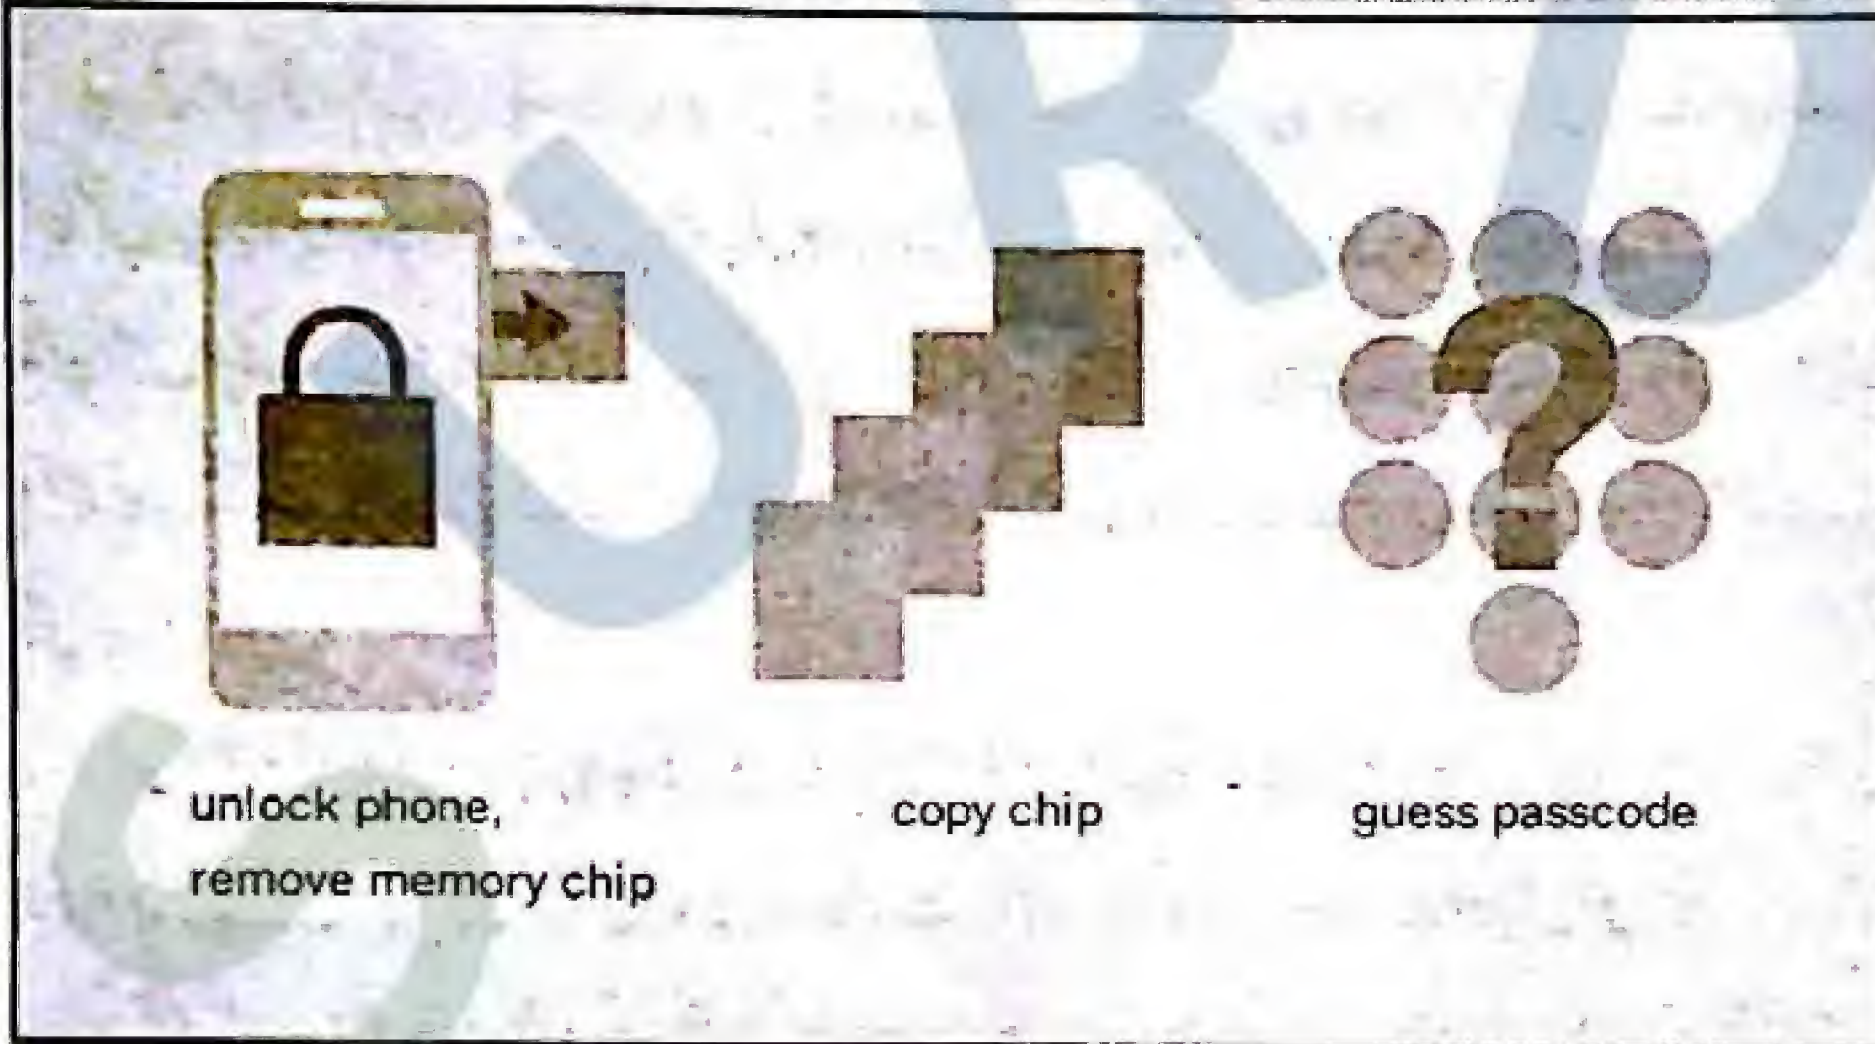 unlock phone,
remove memory chip
copy chip
guess passcode